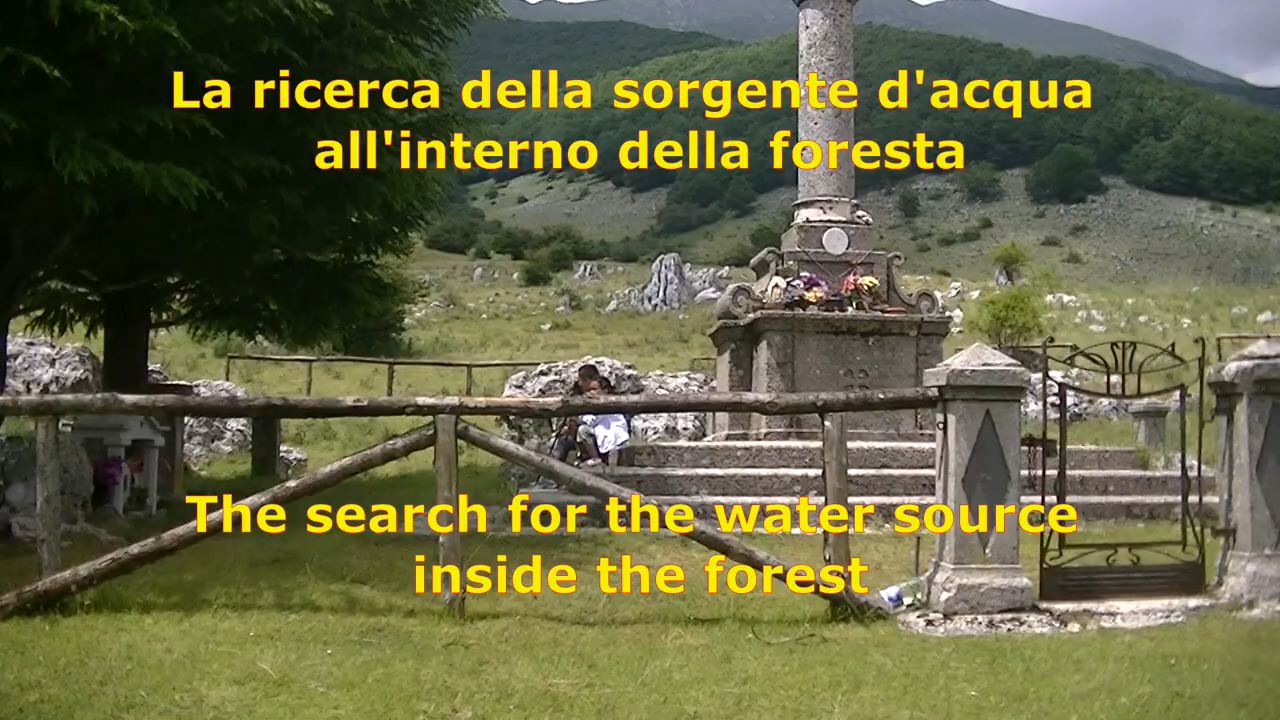 La ricerca della sorgente d'acqua
all'interno della foresta
The search for the water source
inside the forest